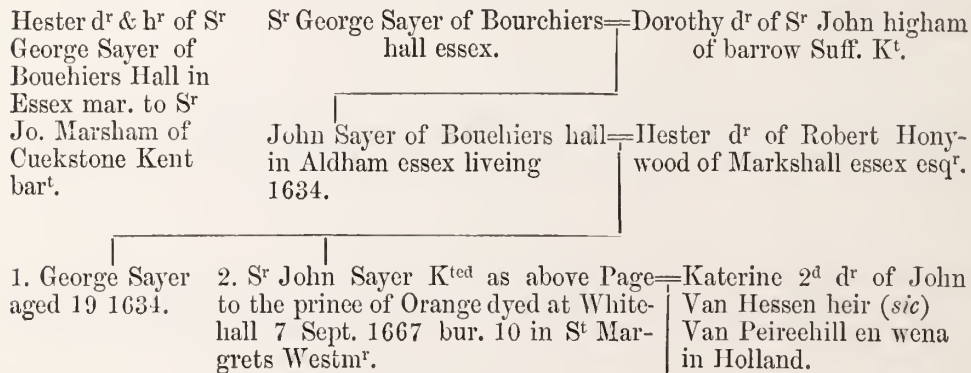 Hester dʳ & hʳ of Sʳ
George Sayer of
Bouchiers Hall in
Essex mar. to Sʳ
Jo. Marsham of
Cuckstone Kent
barᵗ.
Sʳ George Sayer of Bourchiers=Dorothy dʳ of Sʳ John higham
hall essex. of barrow Suff. Kᵗ.
John Sayer of Bouchiers hall=Hester dʳ of Robert Hony-
in Aldham essex liveing wood of Markshall essex esqʳ.
1634.
1. George Sayer
aged 19 1634.
2. Sʳ John Sayer Kᵗᵉᵈ as above Page=Katerine 2ᵈ dʳ of John
to the prince of Orange dyed at White- Van Hessen heir (sic)
hall 7 Sept. 1667 bur. 10 in Sᵗ Mar- Van Peireehill en wena
grets Westmʳ. in Holland.